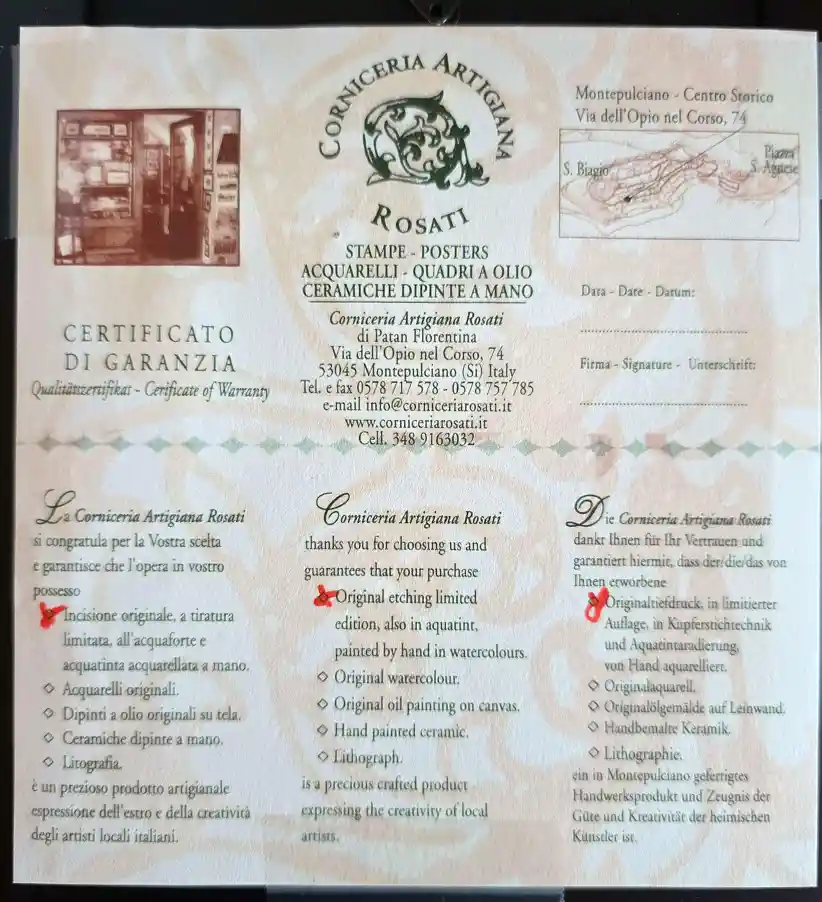 CORNICERIA ARTIGIANA
ROSATI
STAMPE - POSTERS
ACQUARELLI - QUADRI A OLIO
CERAMICHE DIPINTE A MANO
Corniceria Artigiana Rosati
di Patan Florentina
Via dell'Opio nel Corso, 74
53045 Montepulciano (Si) Italy
Tel. e fax 0578 717 578 - 0578 757 785
e-mail info@corniceriarosati.it
www.corniceriarosati.it
Cell. 348 9163032
CERTIFICATO
DI GARANZIA
Qualitätszertifikat - Cerificate of Warranty
Montepulciano - Centro Storico
Via dell'Opio nel Corso, 74
S. Biagio
Piazza
S. Agnese
Data - Date - Datum:
Firma - Signature - Unterschrift:
La Corniceria Artigiana Rosati
si congratula per la Vostra scelta
e garantisce che l'opera in vostro
possesso
Incisione originale, a tiratura
limitata, all'acquaforte e
acquatinta acquarellata a mano.
◇ Acquarelli originali.
◇ Dipinti a olio originali su tela.
◇ Ceramiche dipinte a mano.
◇ Litografia.
è un prezioso prodotto artigianale
espressione dell'estro e della creatività
degli artisti locali italiani.
Corniceria Artigiana Rosati
thanks you for choosing us and
guarantees that your purchase
Original etching limited
edition, also in aquatint,
painted by hand in watercolours.
◇ Original watercolour.
◇ Original oil painting on canvas.
◇ Hand painted ceramic.
◇ Lithograph.
is a precious crafted product
expressing the creativity of local
artists.
Die Corniceria Artigiana Rosati
dankt Ihnen für Ihr Vertrauen und
garantiert hiermit, dass der/die/das von
Ihnen erworbene
Originaltiefdruck, in limitierter
Auflage, in Kupferstichtechnik
und Aquatintaradierung,
von Hand aquarelliert.
◇ Originalaquarell.
◇ Originalölgemälde auf Leinwand.
◇ Handbemalte Keramik.
◇ Lithographie.
ein in Montepulciano gefertigtes
Handwerksprodukt und Zeugnis der
Güte und Kreativität der heimischen
Künstler ist.